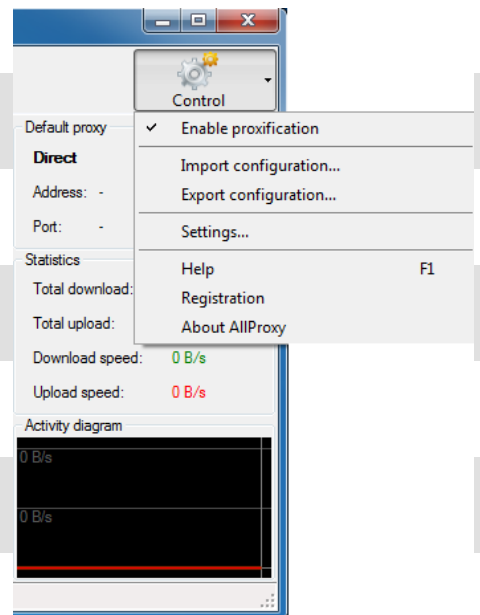 Control
Default proxy
Direct
Address: -
Port: -
Statistics
Total download:
Total upload:
Download speed: 0 B/s
Upload speed: 0 B/s
Activity diagram
0 B/s
0 B/s
Enable proxification
Import configuration...
Export configuration...
Settings...
Help F1
Registration
About AllProxy